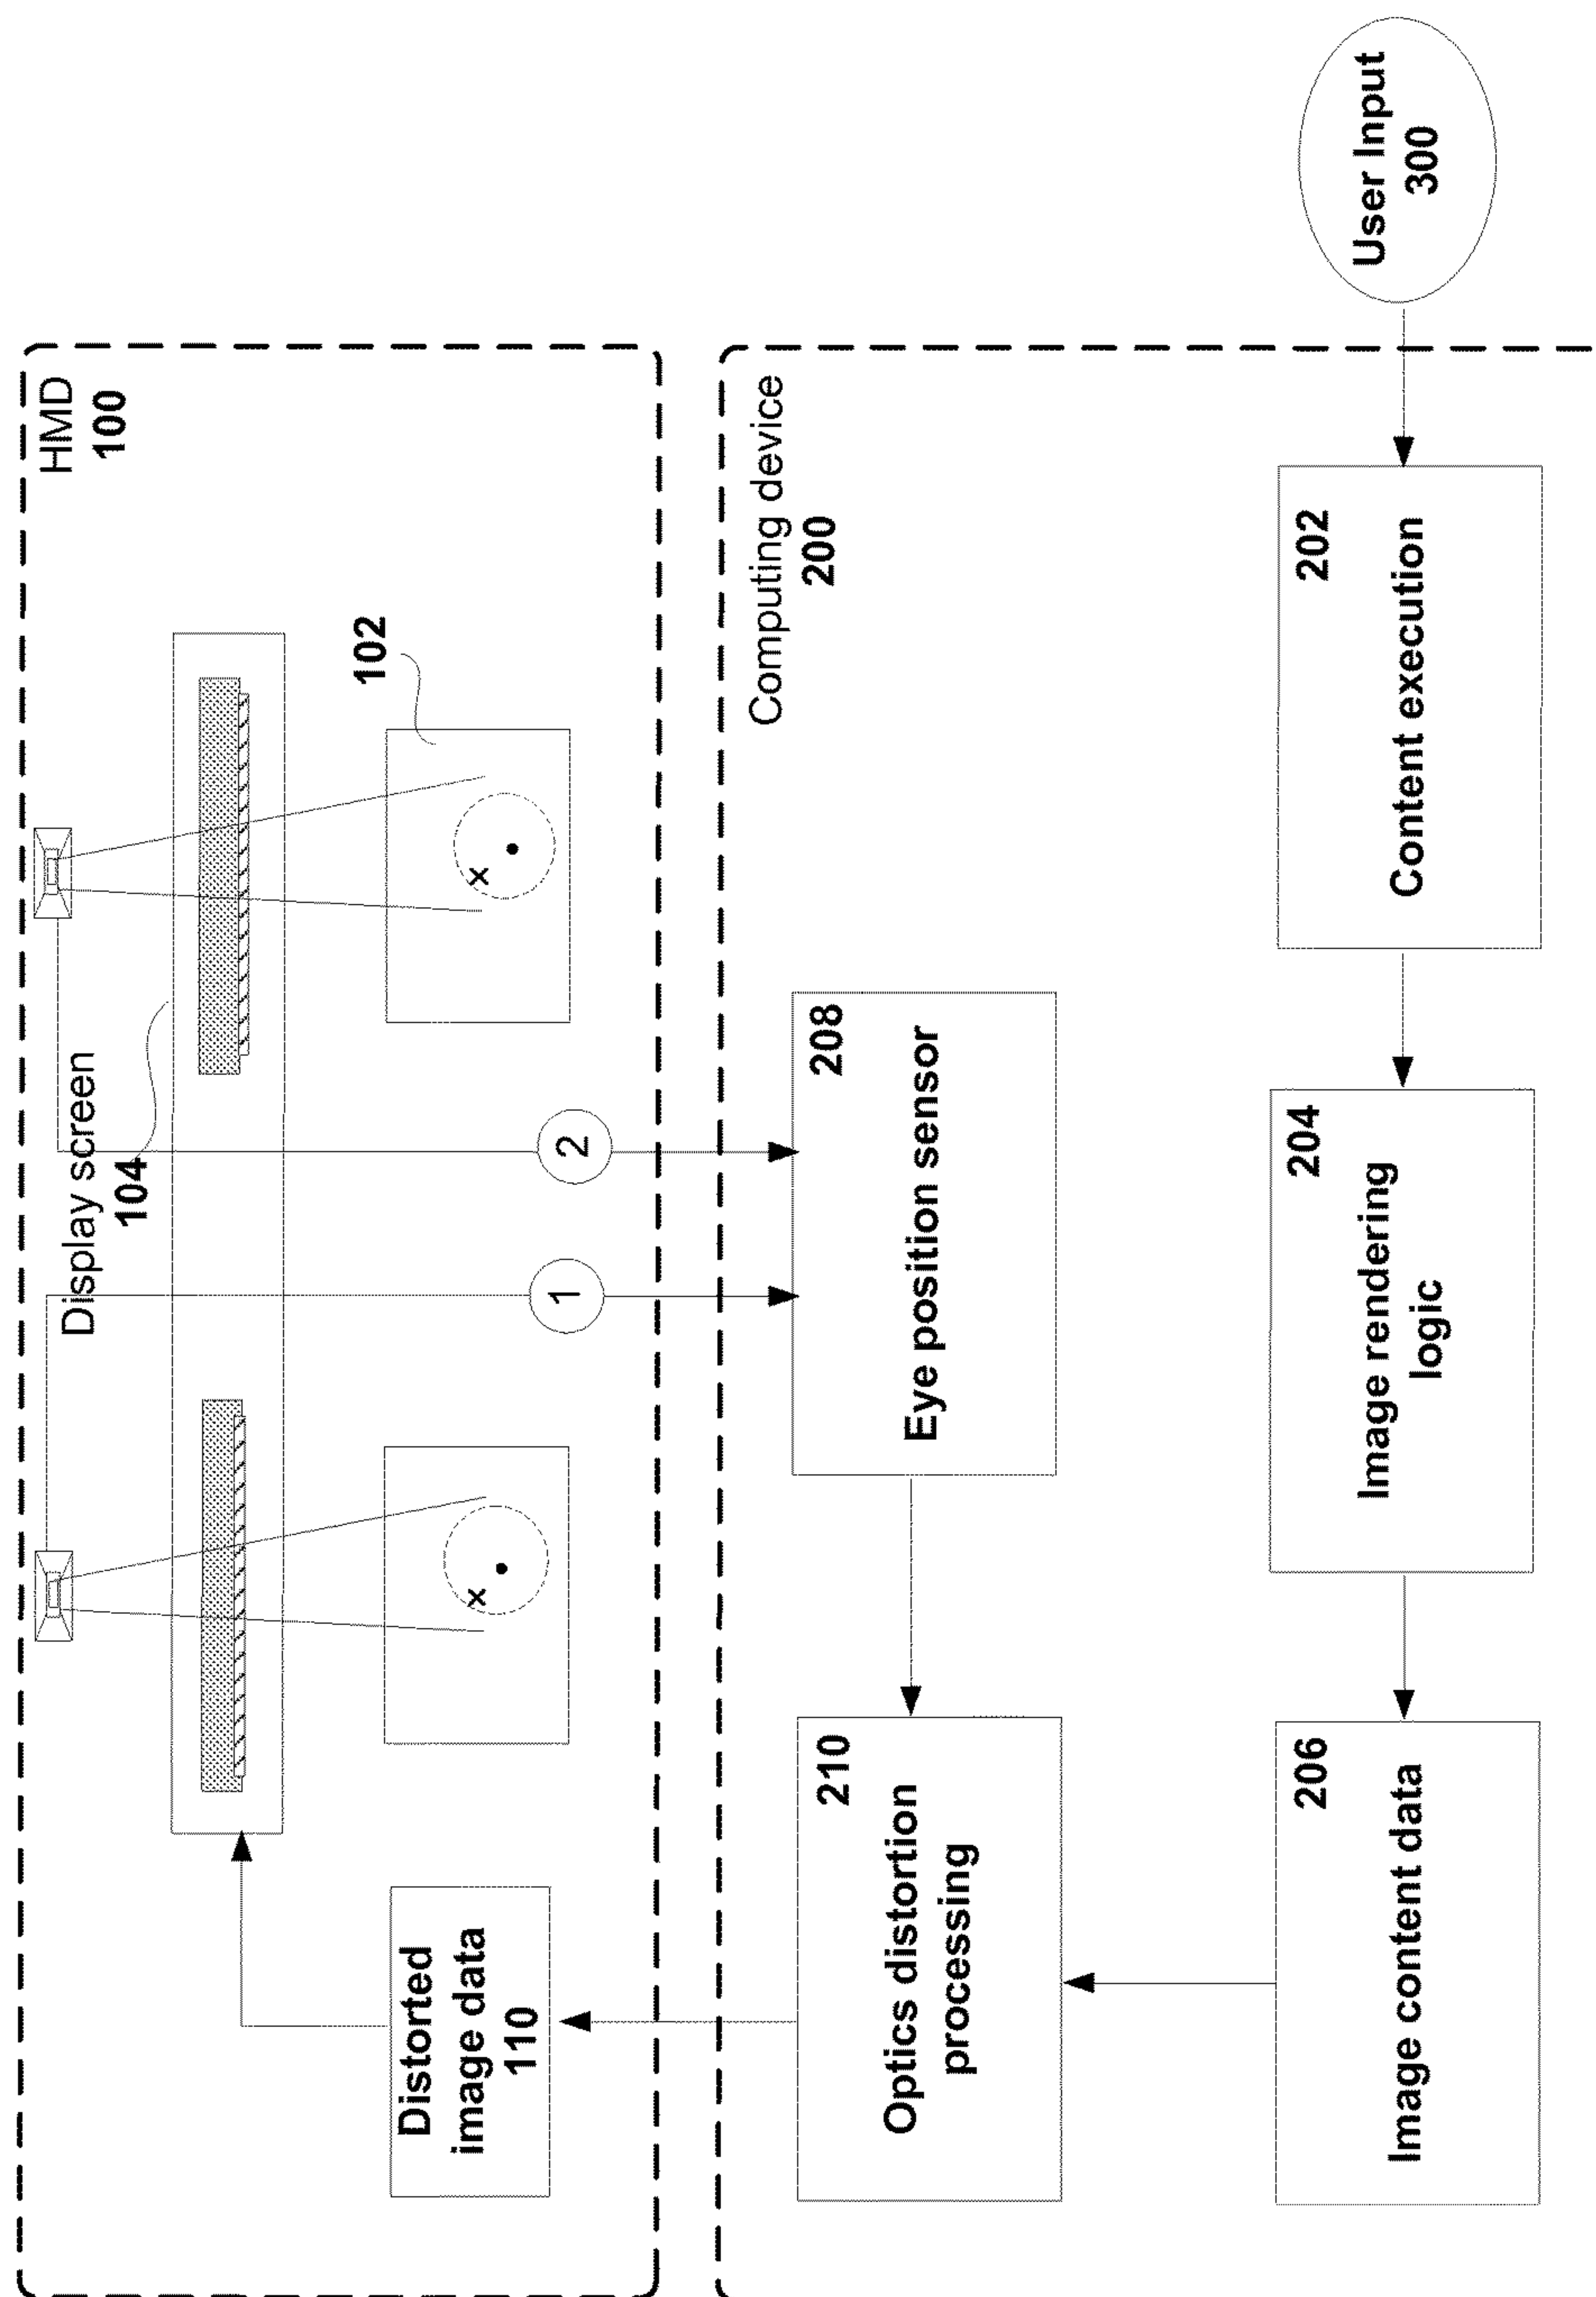 HMD
100
Display screen
104
102
x
x
1
2
Distorted
image data
110
Computing device
200
210
Optics distortion
processing
208
Eye position sensor
206
Image content data
204
Image rendering
logic
202
Content execution
User Input
300